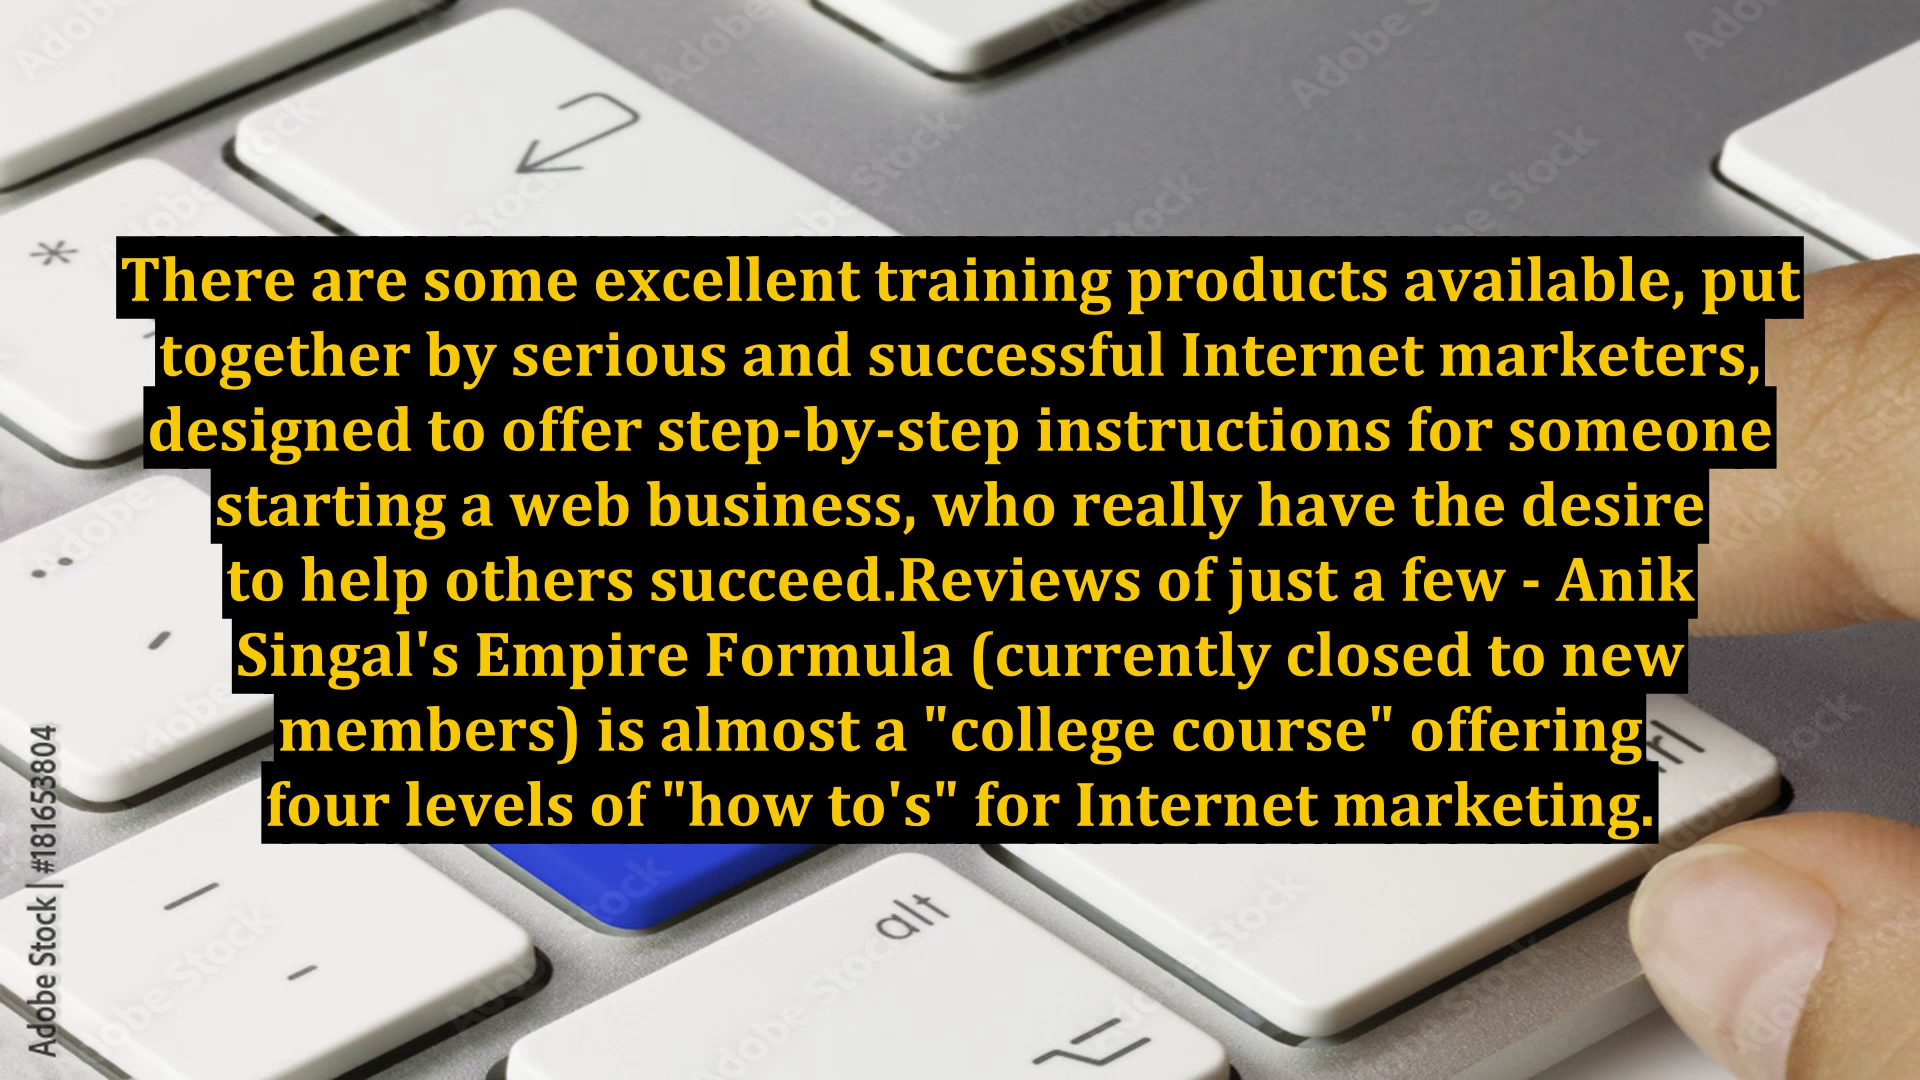 There are some excellent training products available, put
together by serious and successful Internet marketers,
designed to offer step-by-step instructions for someone
starting a web business, who really have the desire
to help others succeed.Reviews of just a few - Anik
Singal's Empire Formula (currently closed to new
members) is almost a "college course" offering
four levels of "how to's" for Internet marketing.
*
alt
Adobe Stock | #181653804
Adobe Stock